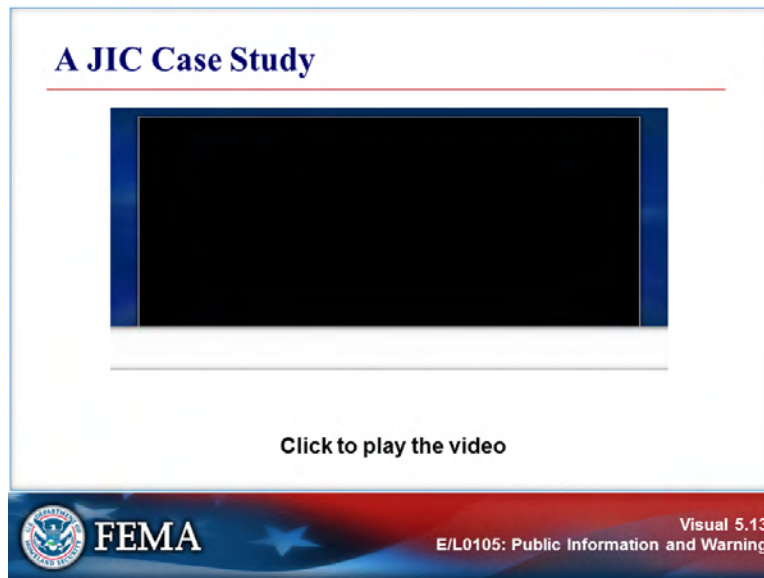 A JIC Case Study
Click to play the video
FEMA
Visual 5.13
E/L0105: Public Information and Warning